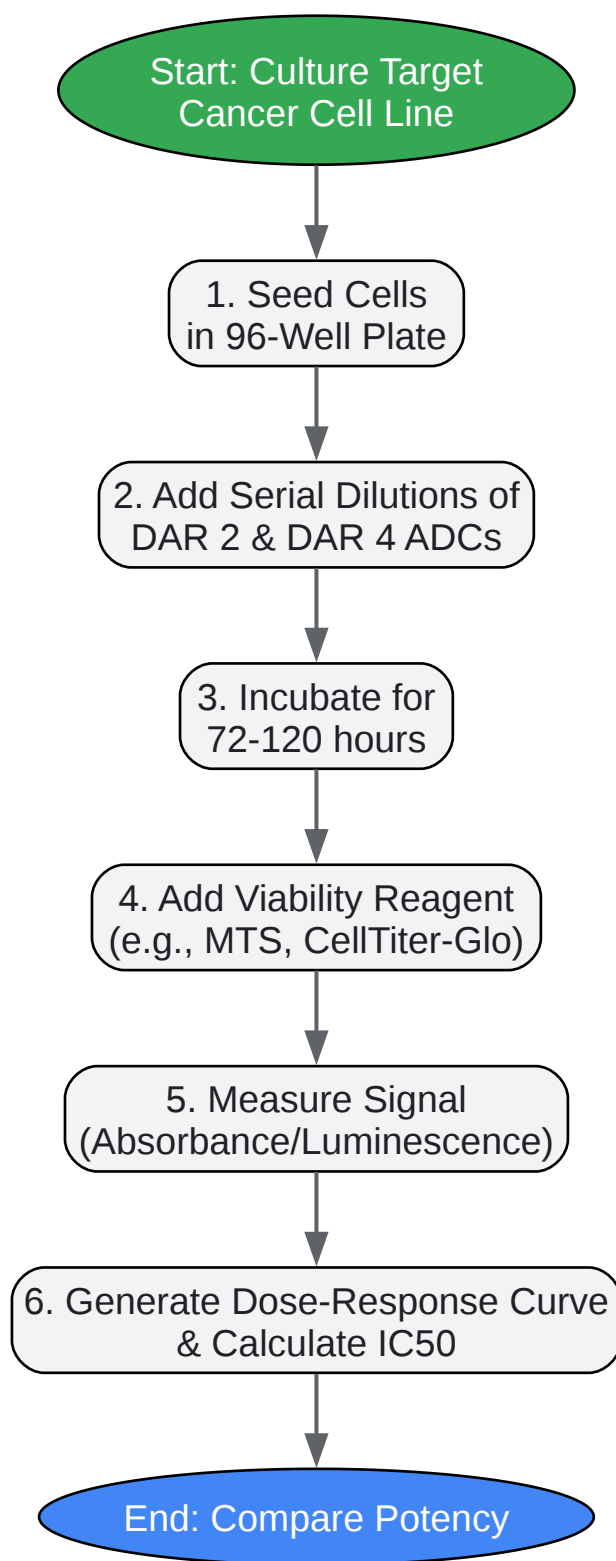 Start: Culture Target
Cancer Cell Line
1. Seed Cells
in 96-Well Plate
2. Add Serial Dilutions of
DAR 2 & DAR 4 ADCs
3. Incubate for
72-120 hours
4. Add Viability Reagent
(e.g., MTS, CellTiter-Glo)
5. Measure Signal
(Absorbance/Luminescence)
6. Generate Dose-Response Curve
& Calculate IC50
End: Compare Potency